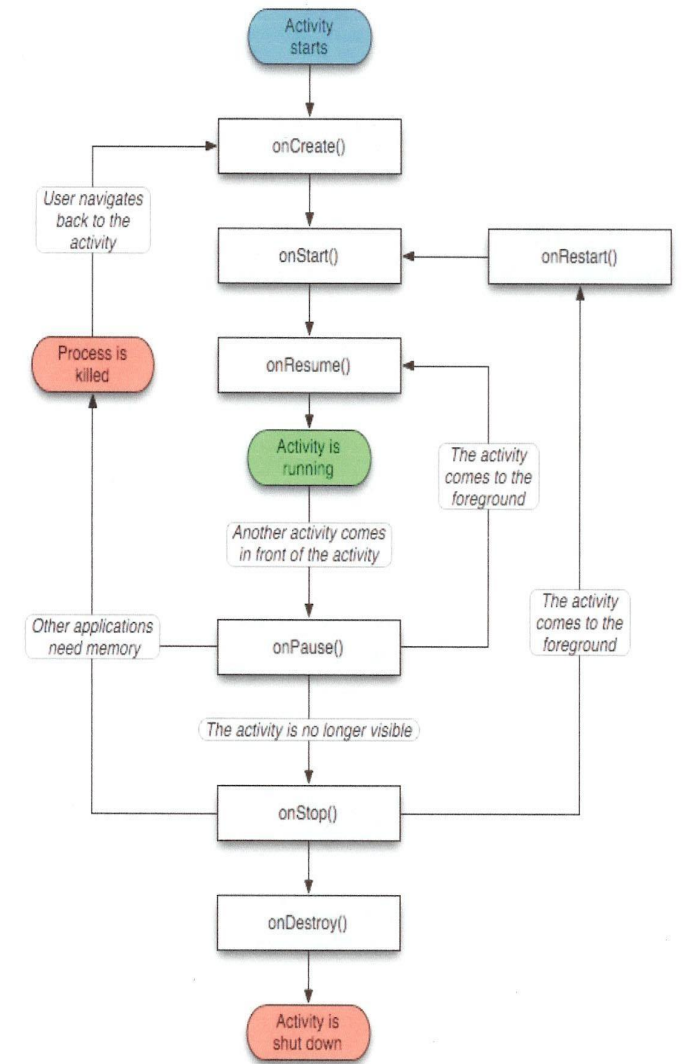 Activity
starts
onCreate()
User navigates
back to the
activity
onStart()
onRestart()
Process is
killed
onResume()
Activity is
running
The activity
comes to the
foreground
Another activity comes
in front of the activity
The activity
comes to the
foreground
Other applications
need memory
onPause()
The activity is no longer visible
onStop()
onDestroy()
Activity is
shut down